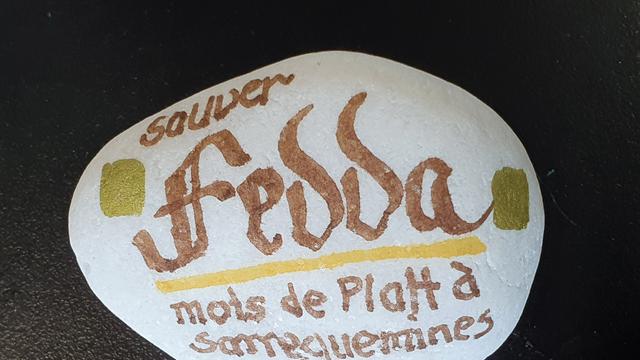 sauver
Fedda
mots de Platt à
sarreguemines